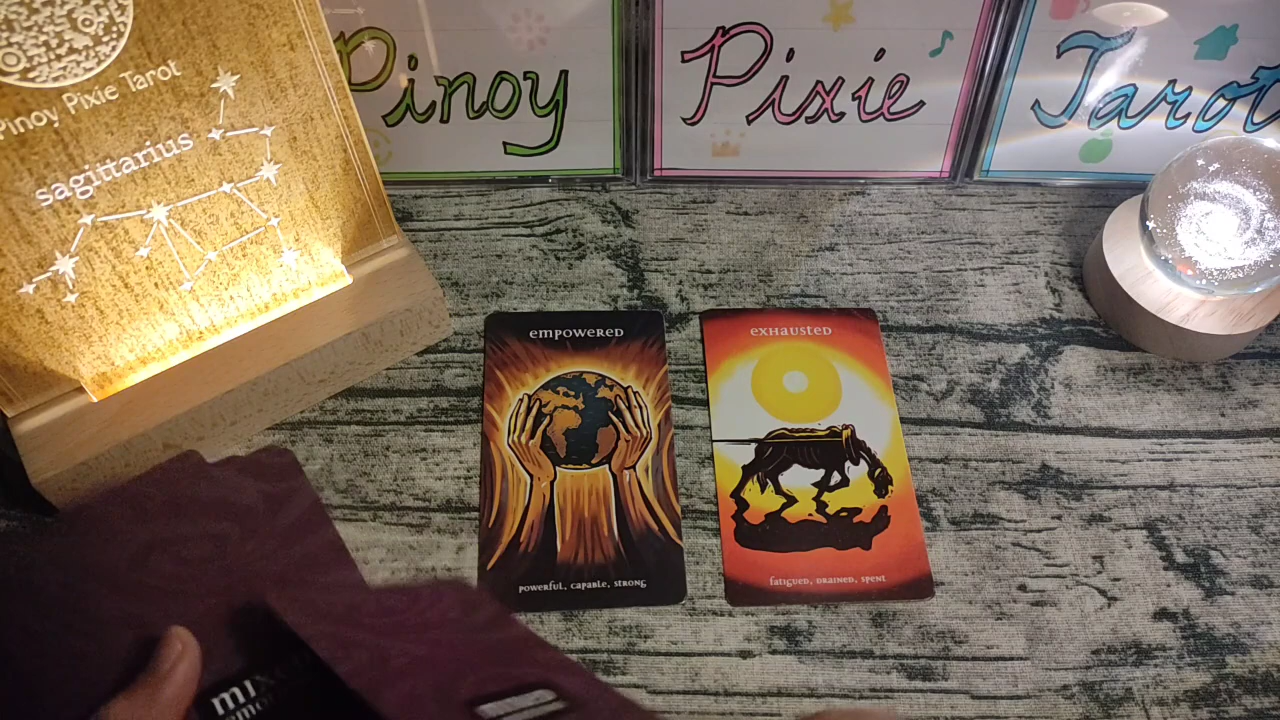 Pinoy Pixie Tarot
Pinoy Pixie Tarot
sagittarius
empowered
exhausted
powerful, capable, strong
fatigued, drained, spent